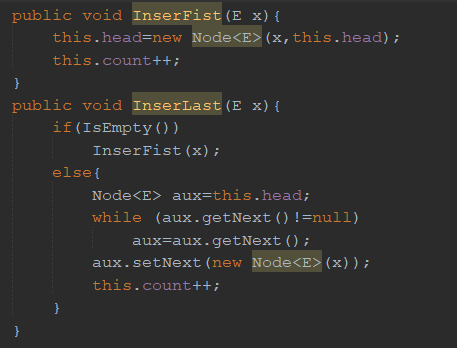 public void InserFist(E x){
    this.head=new Node<E>(x,this.head);
    this.count++;
}
public void InserLast(E x){
    if(IsEmpty())
        InserFist(x);
    else{
        Node<E> aux=this.head;
        while (aux.getNext()!=null)
            aux=aux.getNext();
        aux.setNext(new Node<E>(x));
        this.count++;
    }
}